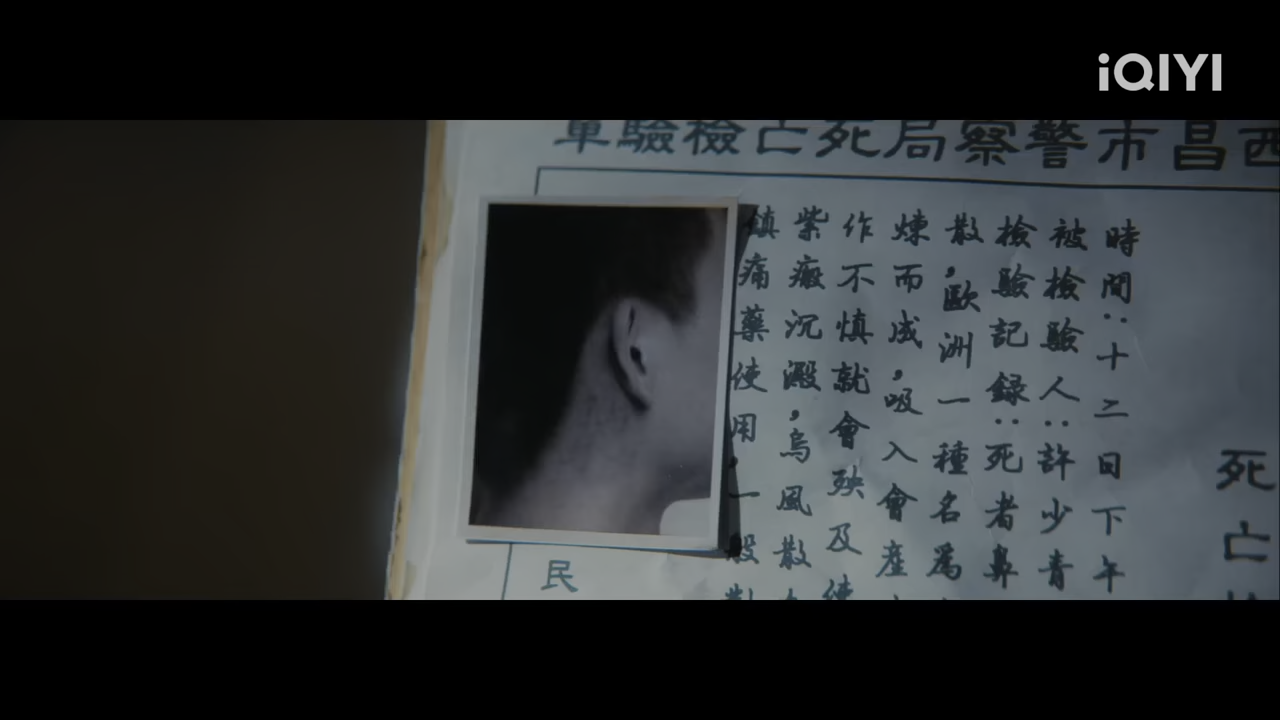 iQIYI
西昌市警察局死亡檢驗單
時間：十二日下午
被檢驗人：許少青
檢驗記録：死者鼻
散，歐洲一種名為
煉而成，吸入會產
作不慎就會殃及使
紫癜沉澱，烏風散
鎮痛藥使用，一般對
死亡
民